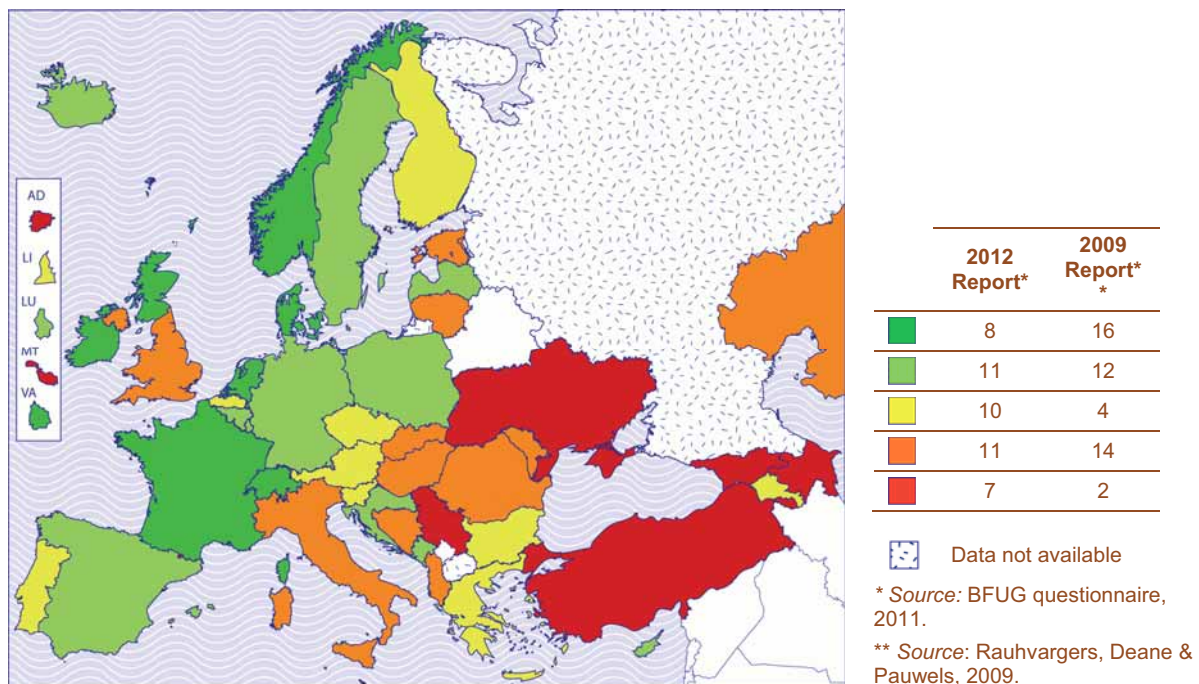 AD
LI
LU
MT
VA
2012 Report*
2009 Report*
*
8 16
11 12
10 4
11 14
7 2
Data not available
* Source: BFUG questionnaire,
2011.
** Source: Rauhvargers, Deane &
Pauwels, 2009.